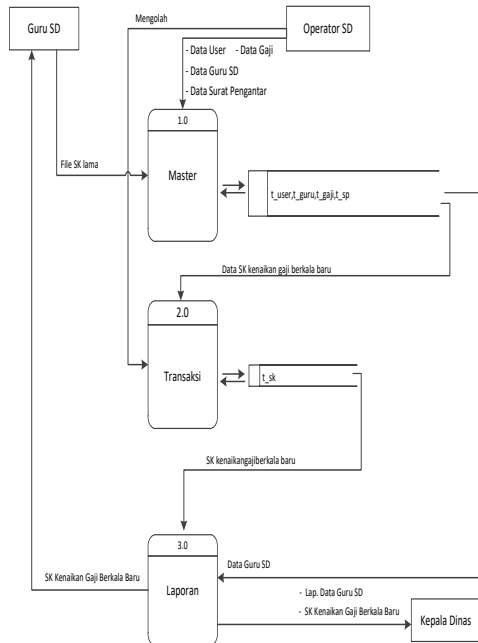 Mengolah
Guru SD
Operator SD
- Data User - Data Gaji
- Data Guru SD
- Data Surat Pengantar
1.0
File SK lama
Master
t_user,t_guru,t_gaji,t_sp
Data SK kenaikan gaji berkala baru
2.0
Transaksi
t_sk
SK kenaikangajiberkala baru
3.0
Data Guru SD
SK Kenaikan Gaji Berkala Baru
Laporan
- Lap. Data Guru SD
- SK Kenaikan Gaji Berkala Baru
Kepala Dinas